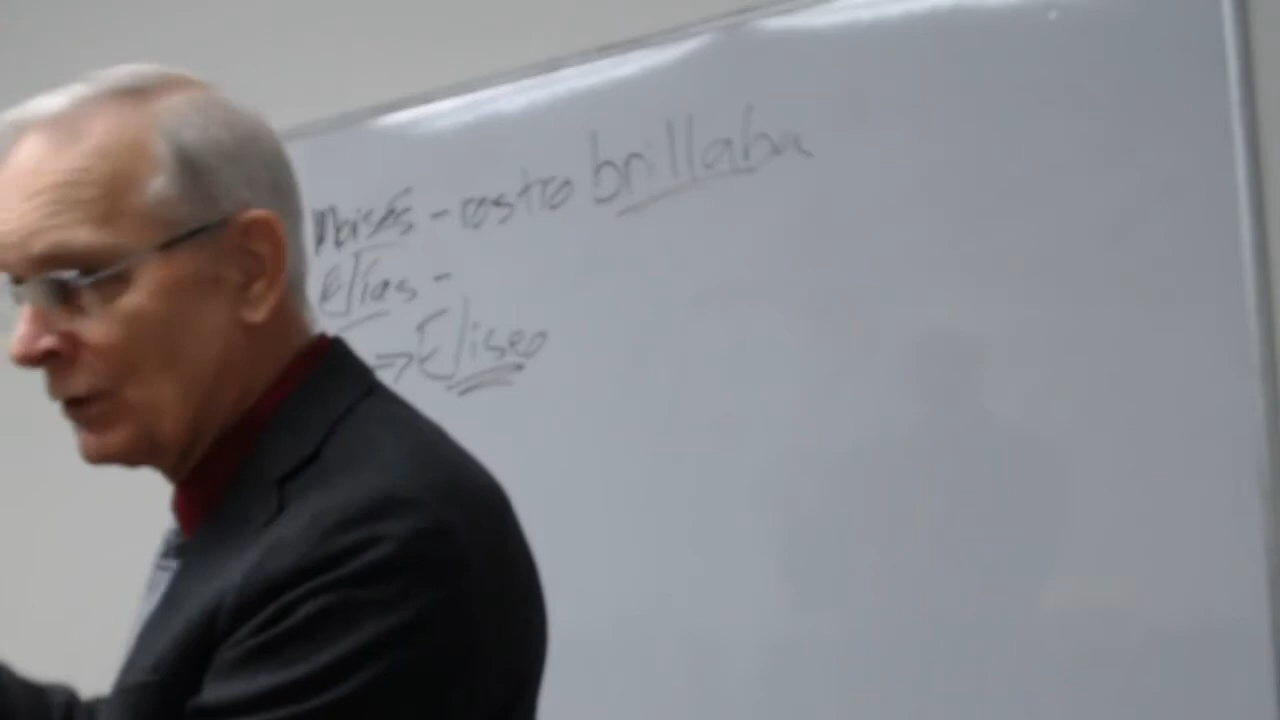 Moisés - rostro brillaba
Elías -
→ Eliseo